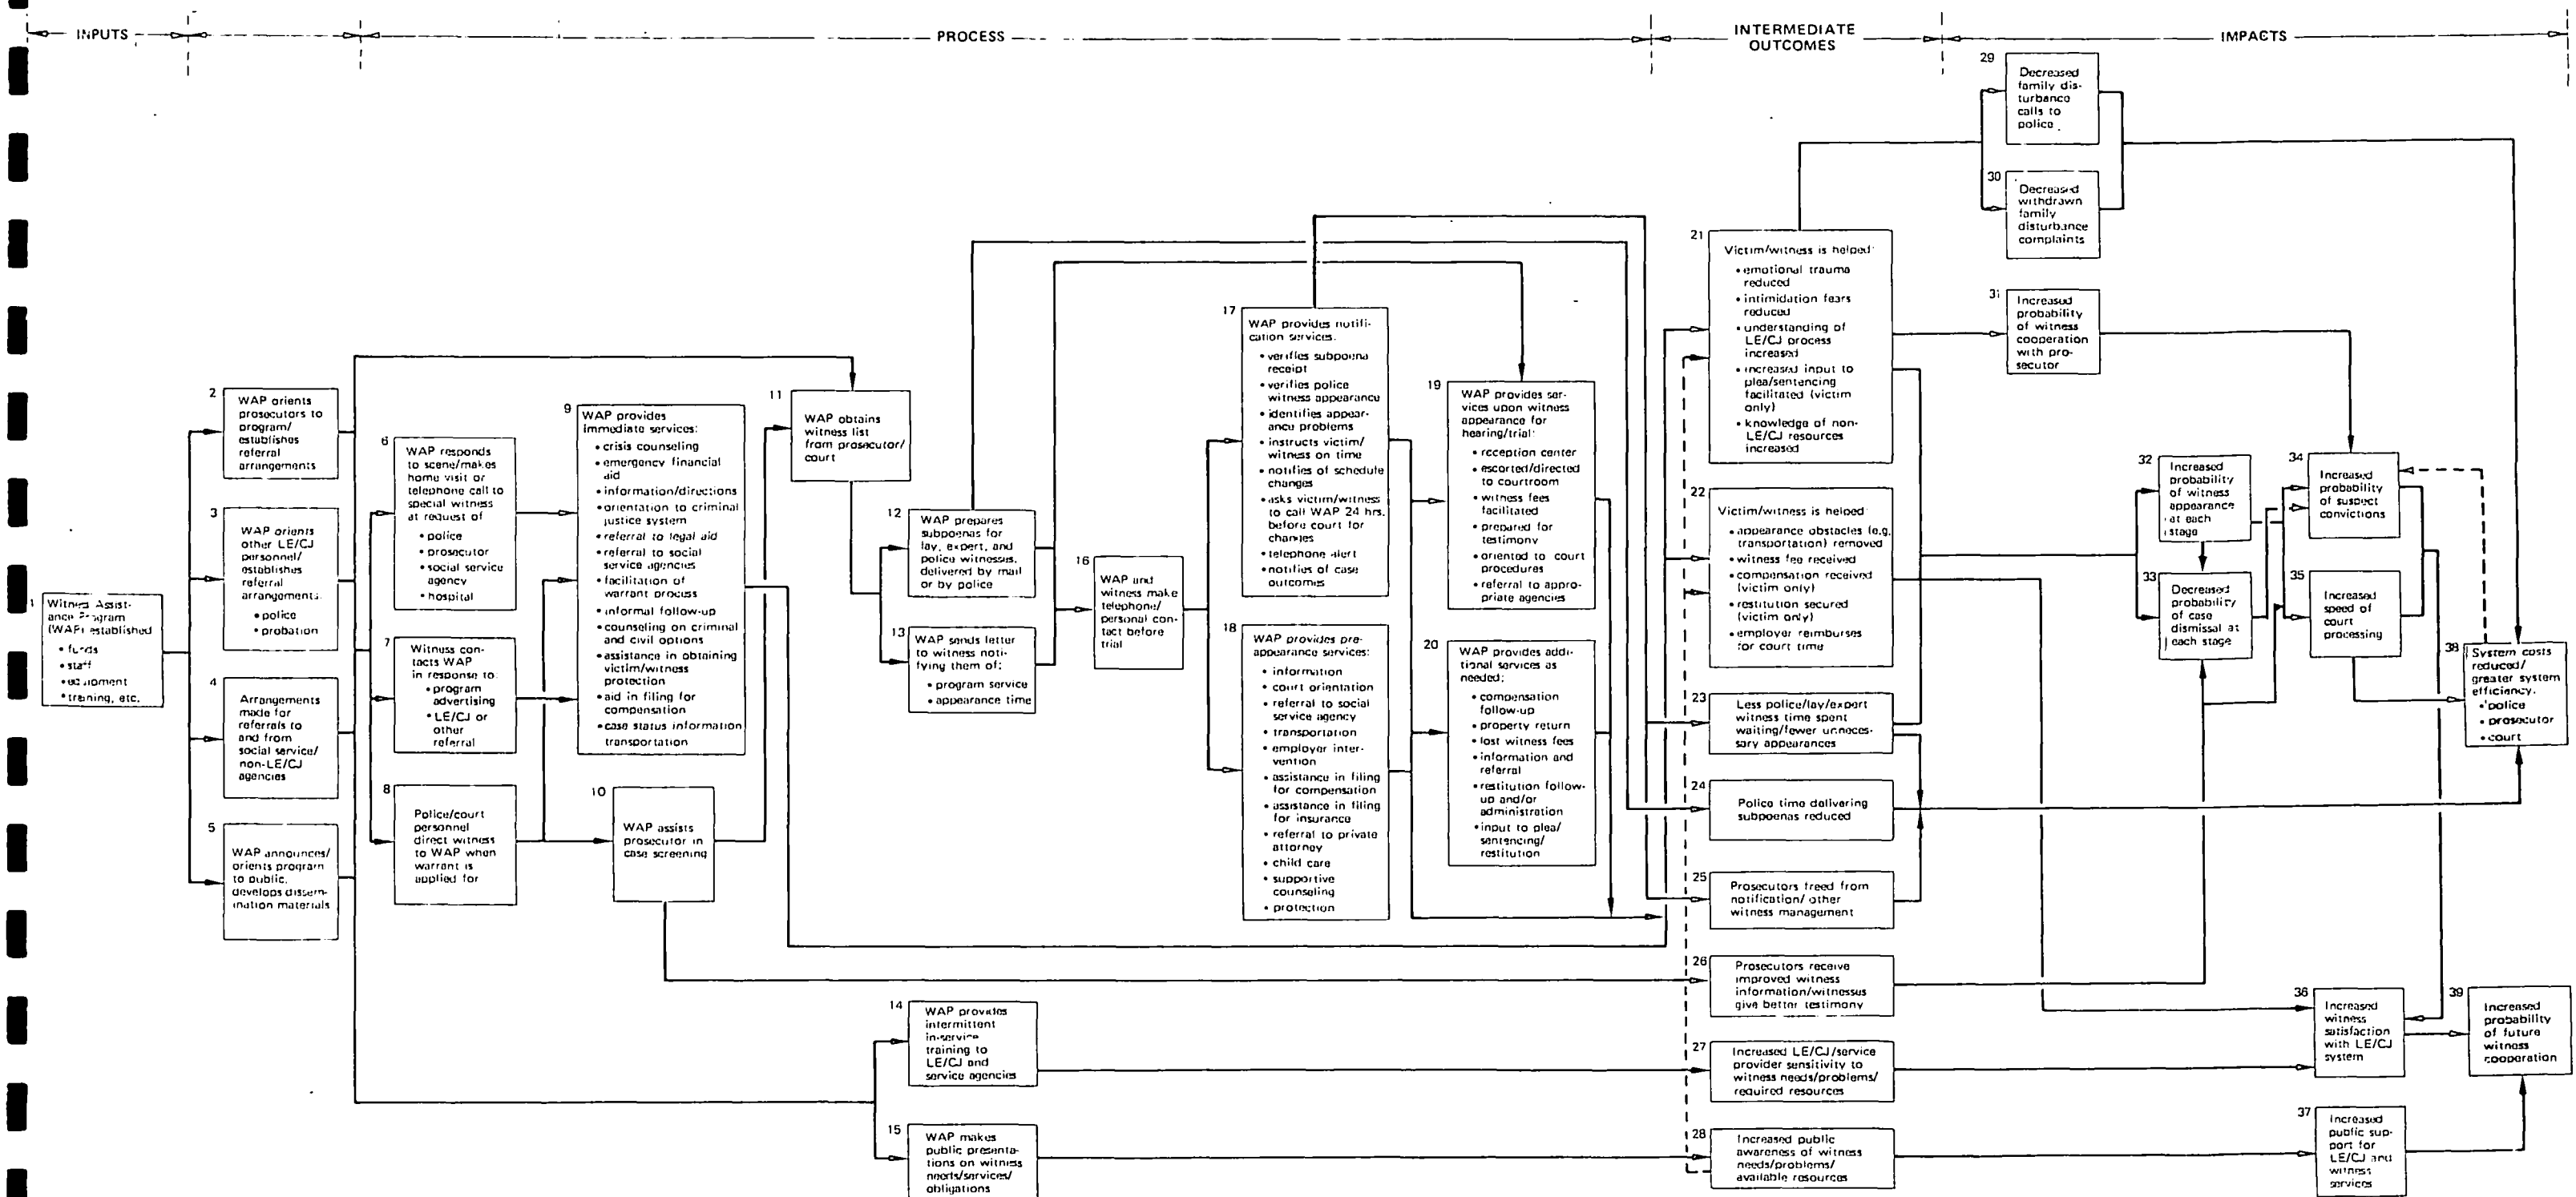 INPUTS
PROCESS
INTERMEDIATE
OUTCOMES
IMPACTS
1
Witness Assist-
ance Program
(WAP) established
• funds
• staff
• equipment
• training, etc.
2
WAP orients
prosecutors to
program/
establishes
referral
arrangements
3
WAP orients
other LE/CJ
personnel/
establishes
referral
arrangements:
• police
• probation
4
Arrangements
made for
referrals to
and from
social service/
non-LE/CJ
agencies
5
WAP announces/
orients program
to public,
develops dissem-
ination materials
6
WAP responds
to scene/makes
home visit or
telephone call to
special witness
at request of
• police
• prosecutor
• social service
agency
• hospital
7
Witness con-
tacts WAP
in response to:
• program
advertising
• LE/CJ or
other
referral
8
Police/court
personnel
direct witness
to WAP when
warrant is
applied for
9
WAP provides
immediate services:
• crisis counseling
• emergency financial
aid
• information/directions
• orientation to criminal
justice system
• referral to legal aid
• referral to social
service agencies
• facilitation of
warrant process
• informal follow-up
• counseling on criminal
and civil options
• assistance in obtaining
victim/witness
protection
• aid in filing for
compensation
• case status information
transportation
10
WAP assists
prosecutor in
case screening
11
WAP obtains
witness list
from prosecutor/
court
12
WAP prepares
subpoenas for
lay, expert, and
police witnesses,
delivered by mail
or by police
13
WAP sends letter
to witness noti-
fying them of:
• program service
• appearance time
14
WAP provides
intermittent
in-service
training to
LE/CJ and
service agencies
15
WAP makes
public presenta-
tions on witness
needs/services/
obligations
16
WAP and
witness make
telephone/
personal con-
tact before
trial
17
WAP provides notifi-
cation services:
• verifies subpoena
receipt
• verifies police
witness appearance
• identifies appear-
ance problems
• instructs victim/
witness on time
• notifies of schedule
changes
• asks victim/witness
to call WAP 24 hrs.
before court for
changes
• telephone alert
• notifies of case
outcomes
18
WAP provides pre-
appearance services:
• information
• court orientation
• referral to social
service agency
• transportation
• employer inter-
vention
• assistance in filing
for compensation
• assistance in filing
for insurance
• referral to private
attorney
• child care
• supportive
counseling
• protection
19
WAP provides ser-
vices upon witness
appearance for
hearing/trial:
• reception center
• escorted/directed
to courtroom
• witness fees
facilitated
• prepared for
testimony
• oriented to court
procedures
• referral to appro-
priate agencies
20
WAP provides addi-
tional services as
needed:
• compensation
follow-up
• property return
• lost witness fees
• information and
referral
• restitution follow-
up and/or
administration
• input to plea/
sentencing/
restitution
21
Victim/witness is helped:
• emotional trauma
reduced
• intimidation fears
reduced
• understanding of
LE/CJ process
increased
• increased input to
plea/sentencing
facilitated (victim
only)
• knowledge of non-
LE/CJ resources
increased
22
Victim/witness is helped:
• appearance obstacles (e.g.
transportation) removed
• witness fee received
• compensation received
(victim only)
• restitution secured
(victim only)
• employer reimburses
for court time
23
Less police/lay/expert
witness time spent
waiting/fewer unneces-
sary appearances
24
Police time delivering
subpoenas reduced
25
Prosecutors freed from
notification/ other
witness management
26
Prosecutors receive
improved witness
information/witnesses
give better testimony
27
Increased LE/CJ/service
provider sensitivity to
witness needs/problems/
required resources
28
Increased public
awareness of witness
needs/problems/
available resources
29
Decreased
family dis-
turbance
calls to
police
30
Decreased
withdrawn
family
disturbance
complaints
31
Increased
probability
of witness
cooperation
with pro-
secutor
32
Increased
probability
of witness
appearance
at each
stage
33
Decreased
probability
of case
dismissal at
each stage
34
Increased
probability
of suspect
convictions
35
Increased
speed of
court
processing
38
System costs
reduced/
greater system
efficiency.
• police
• prosecutor
• court
36
Increased
witness
satisfaction
with LE/CJ
system
39
Increased
probability
of future
witness
cooperation
37
Increased
public sup-
port for
LE/CJ and
witness
services